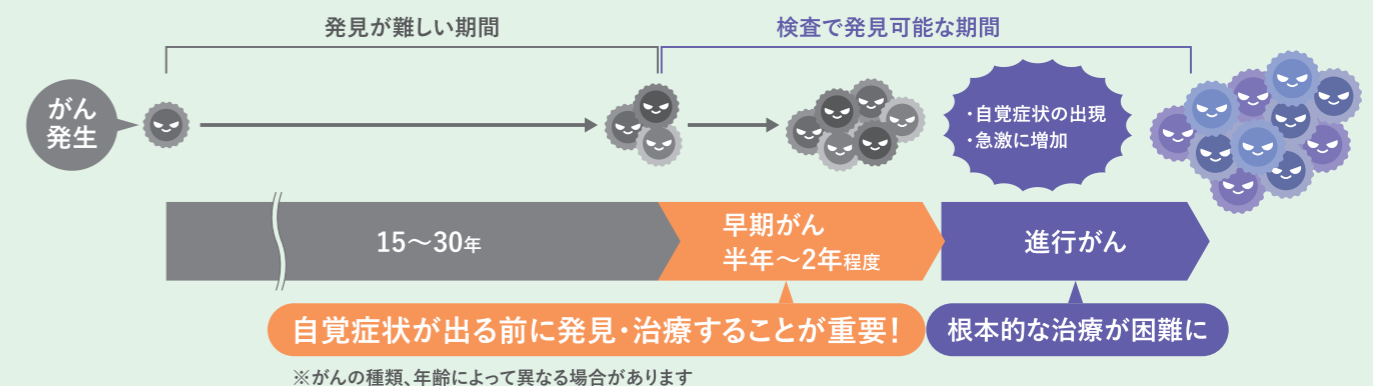 発見が難しい期間
検査で発見可能な期間
がん
発生
・自覚症状の出現
・急激に増加
15〜30年
早期がん
半年〜2年程度
進行がん
自覚症状が出る前に発見・治療することが重要！
根本的な治療が困難に
※がんの種類、年齢によって異なる場合があります